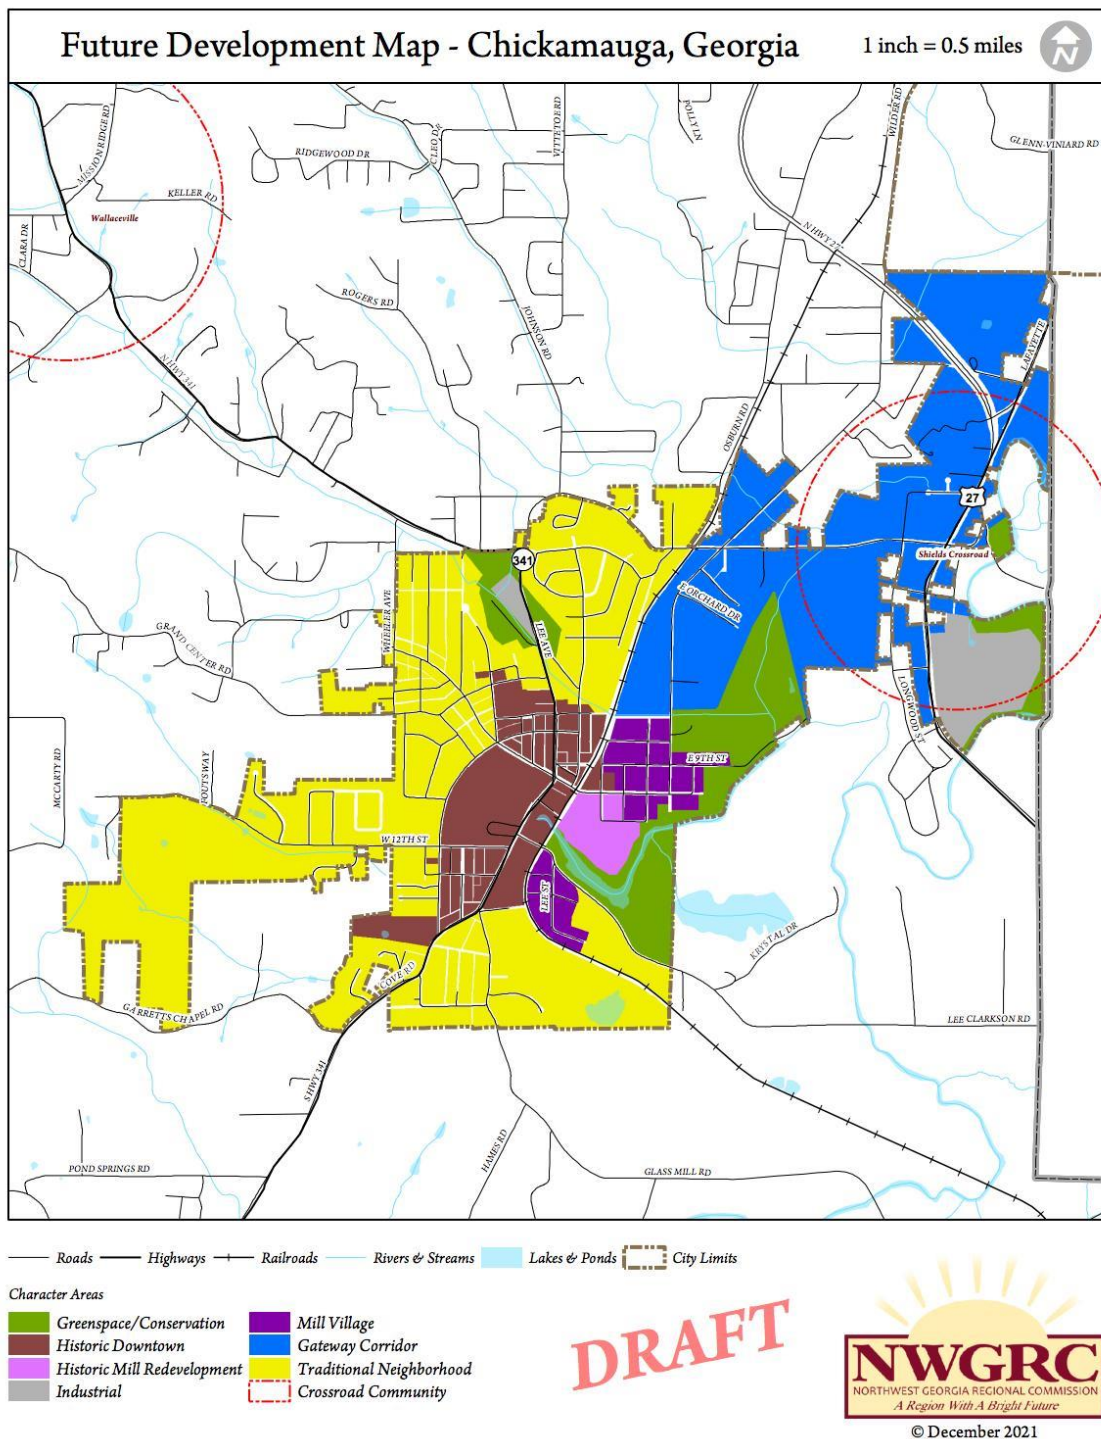 Future Development Map - Chickamauga, Georgia
1 inch = 0.5 miles
N
MISSION RIDGE RD
RIDGEWOOD DR
CLEO DR
VITTETOE RD
POLLY LN
WILDER RD
GLENN-VINIARD RD
KELLER RD
Wallaceville
CLARA DR
N HWY 27
ROGERS RD
JOHNSON RD
LAFAYETTE
N HWY 341
OSBURN RD
27
Shields Crossroad
341
WHEELER AVE
P ORCHARD DR
GRAND CENTER RD
LEE AVE
LONGWOOD ST
MCCARTY RD
FOUTS WAY
E 9TH ST
W 12TH ST
LEE ST
KRYSTAL DR
COVE RD
GARRETTS CHAPEL RD
LEE CLARKSON RD
S HWY 341
HAMES RD
POND SPRINGS RD
GLASS MILL RD
Roads
Highways
Railroads
Rivers & Streams
Lakes & Ponds
City Limits
Character Areas
Greenspace/Conservation
Mill Village
Historic Downtown
Gateway Corridor
Historic Mill Redevelopment
Traditional Neighborhood
Industrial
Crossroad Community
DRAFT
NWGRC
NORTHWEST GEORGIA REGIONAL COMMISSION
A Region With A Bright Future
© December 2021